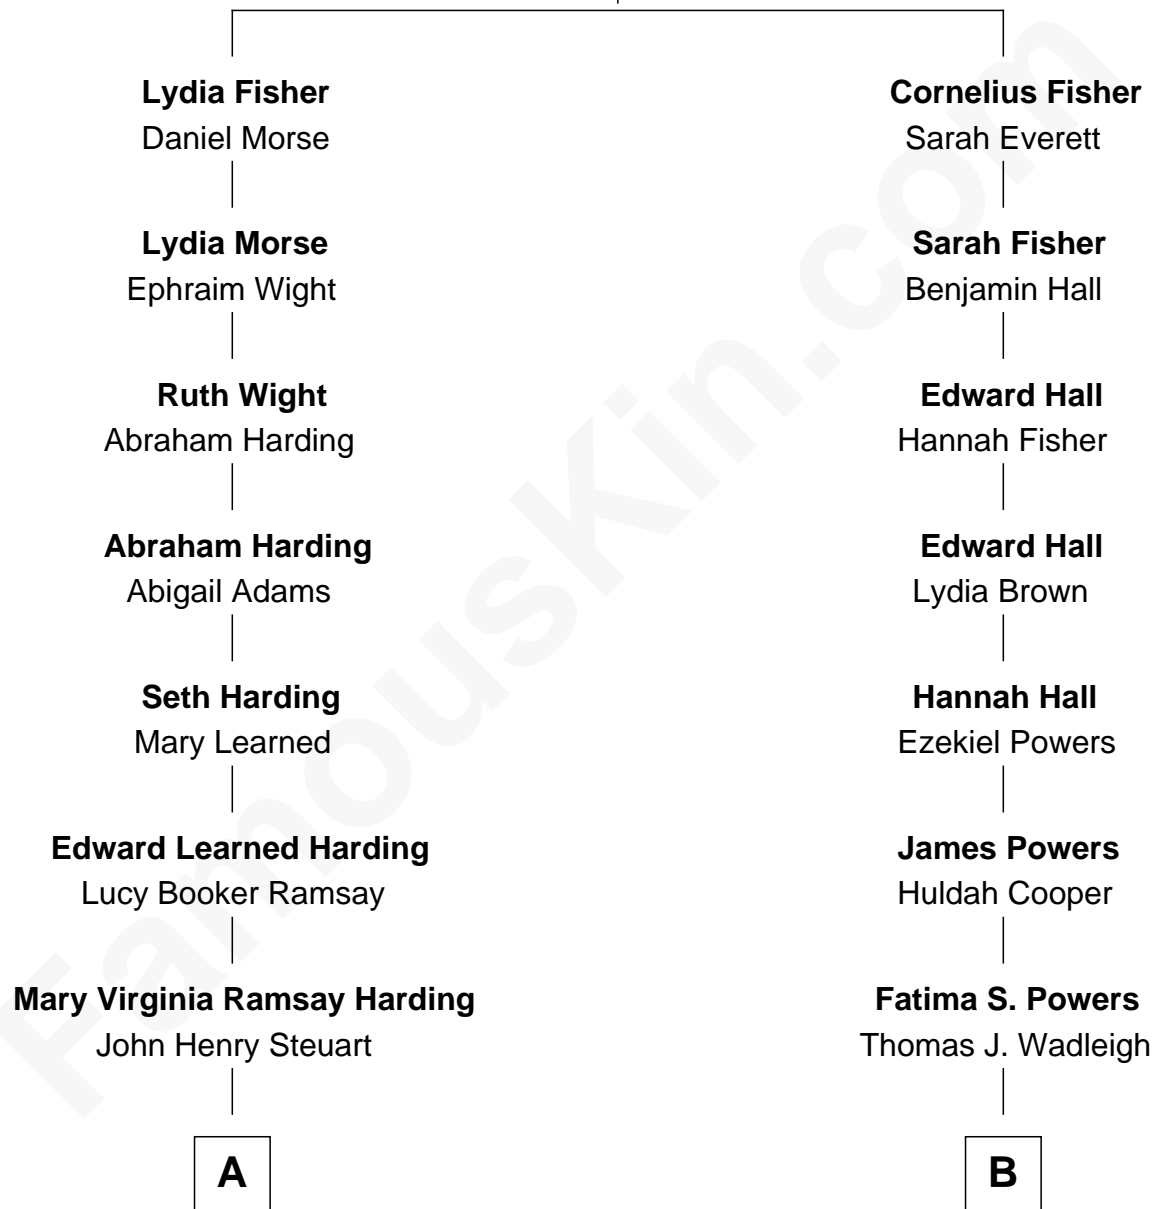 Lydia Fisher
Daniel Morse
Lydia Morse
Ephraim Wight
Ruth Wight
Abraham Harding
Abraham Harding
Abigail Adams
Seth Harding
Mary Learned
Edward Learned Harding
Lucy Booker Ramsay
Mary Virginia Ramsay Harding
John Henry Steuart
A
Cornelius Fisher
Sarah Everett
Sarah Fisher
Benjamin Hall
Edward Hall
Hannah Fisher
Edward Hall
Lydia Brown
Hannah Hall
Ezekiel Powers
James Powers
Huldah Cooper
Fatima S. Powers
Thomas J. Wadleigh
B
FamousKin.com